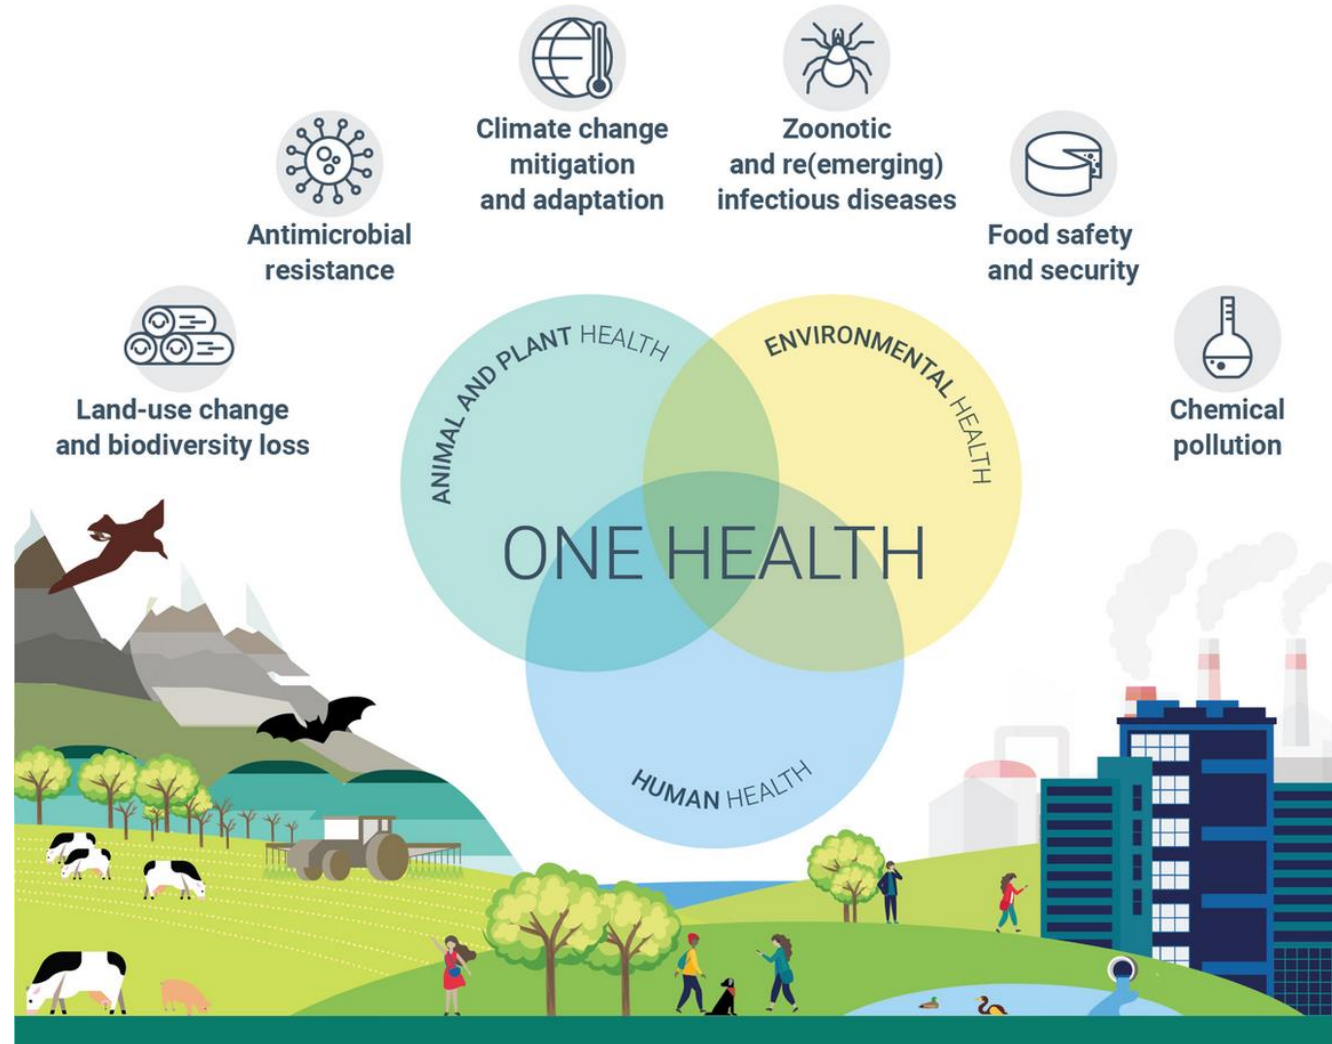 Climate change
mitigation
and adaptation
Zoonotic
and re(emerging)
infectious diseases
Antimicrobial
resistance
Food safety
and security
Land-use change
and biodiversity loss
Chemical
pollution
ANIMAL AND PLANT HEALTH
ENVIRONMENTAL HEALTH
ONE HEALTH
HUMAN HEALTH